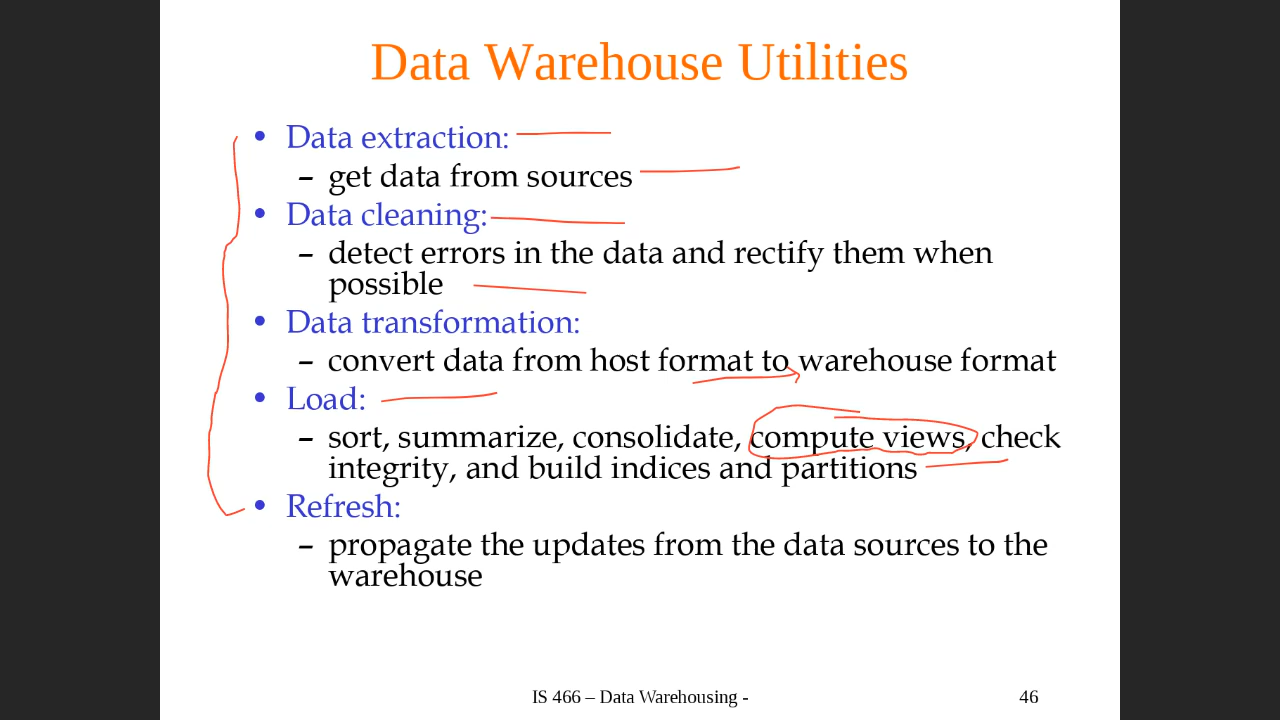 Data Warehouse Utilities
• Data extraction:
– get data from sources
• Data cleaning:
– detect errors in the data and rectify them when
possible
• Data transformation:
– convert data from host format to warehouse format
• Load:
– sort, summarize, consolidate, compute views, check
integrity, and build indices and partitions
• Refresh:
– propagate the updates from the data sources to the
warehouse
IS 466 – Data Warehousing -
46